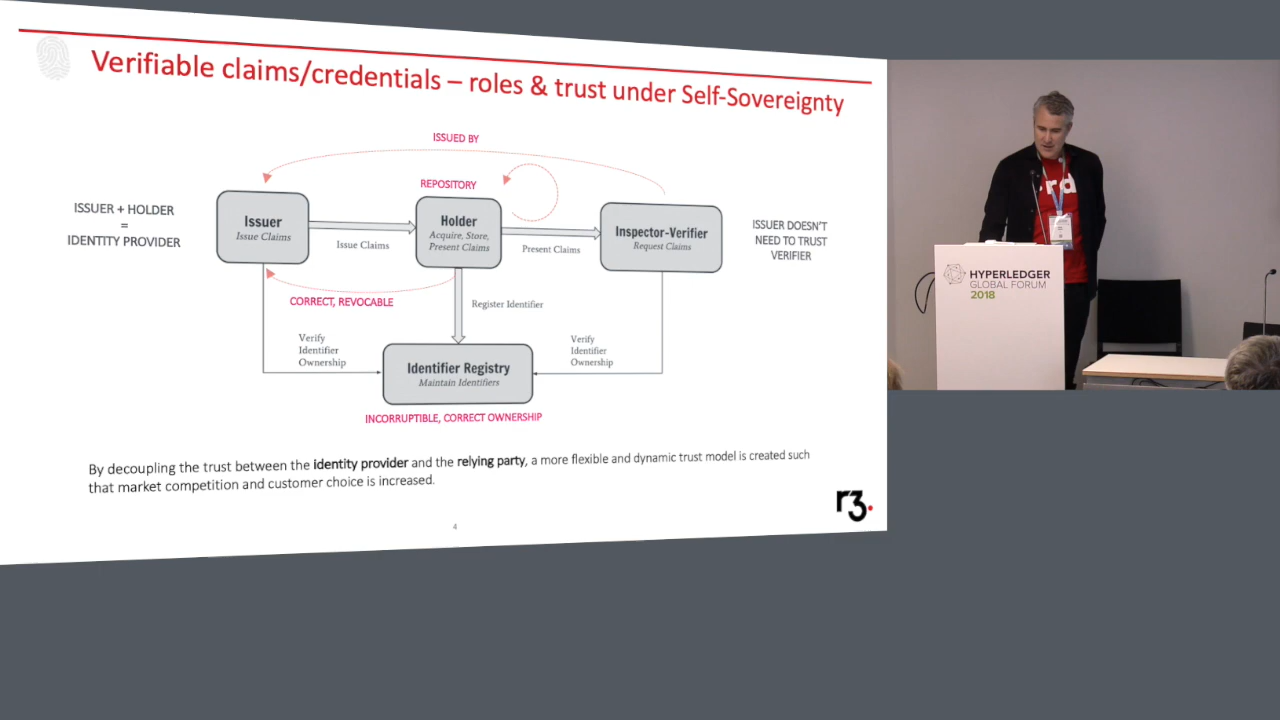 Verifiable claims/credentials – roles & trust under Self-Sovereignty
ISSUED BY
REPOSITORY
ISSUER + HOLDER
=
IDENTITY PROVIDER
Issuer
Issue Claims
Issue Claims
Holder
Acquire, Store,
Present Claims
Present Claims
Inspector-Verifier
Request Claims
ISSUER DOESN'T
NEED TO TRUST
VERIFIER
CORRECT, REVOCABLE
Register Identifier
Verify
Identifier
Ownership
Verify
Identifier
Ownership
Identifier Registry
Maintain Identifiers
INCORRUPTIBLE, CORRECT OWNERSHIP
By decoupling the trust between the identity provider and the relying party, a more flexible and dynamic trust model is created such
that market competition and customer choice is increased.
4
r3.
rd
HYPERLEDGER
GLOBAL FORUM
2018